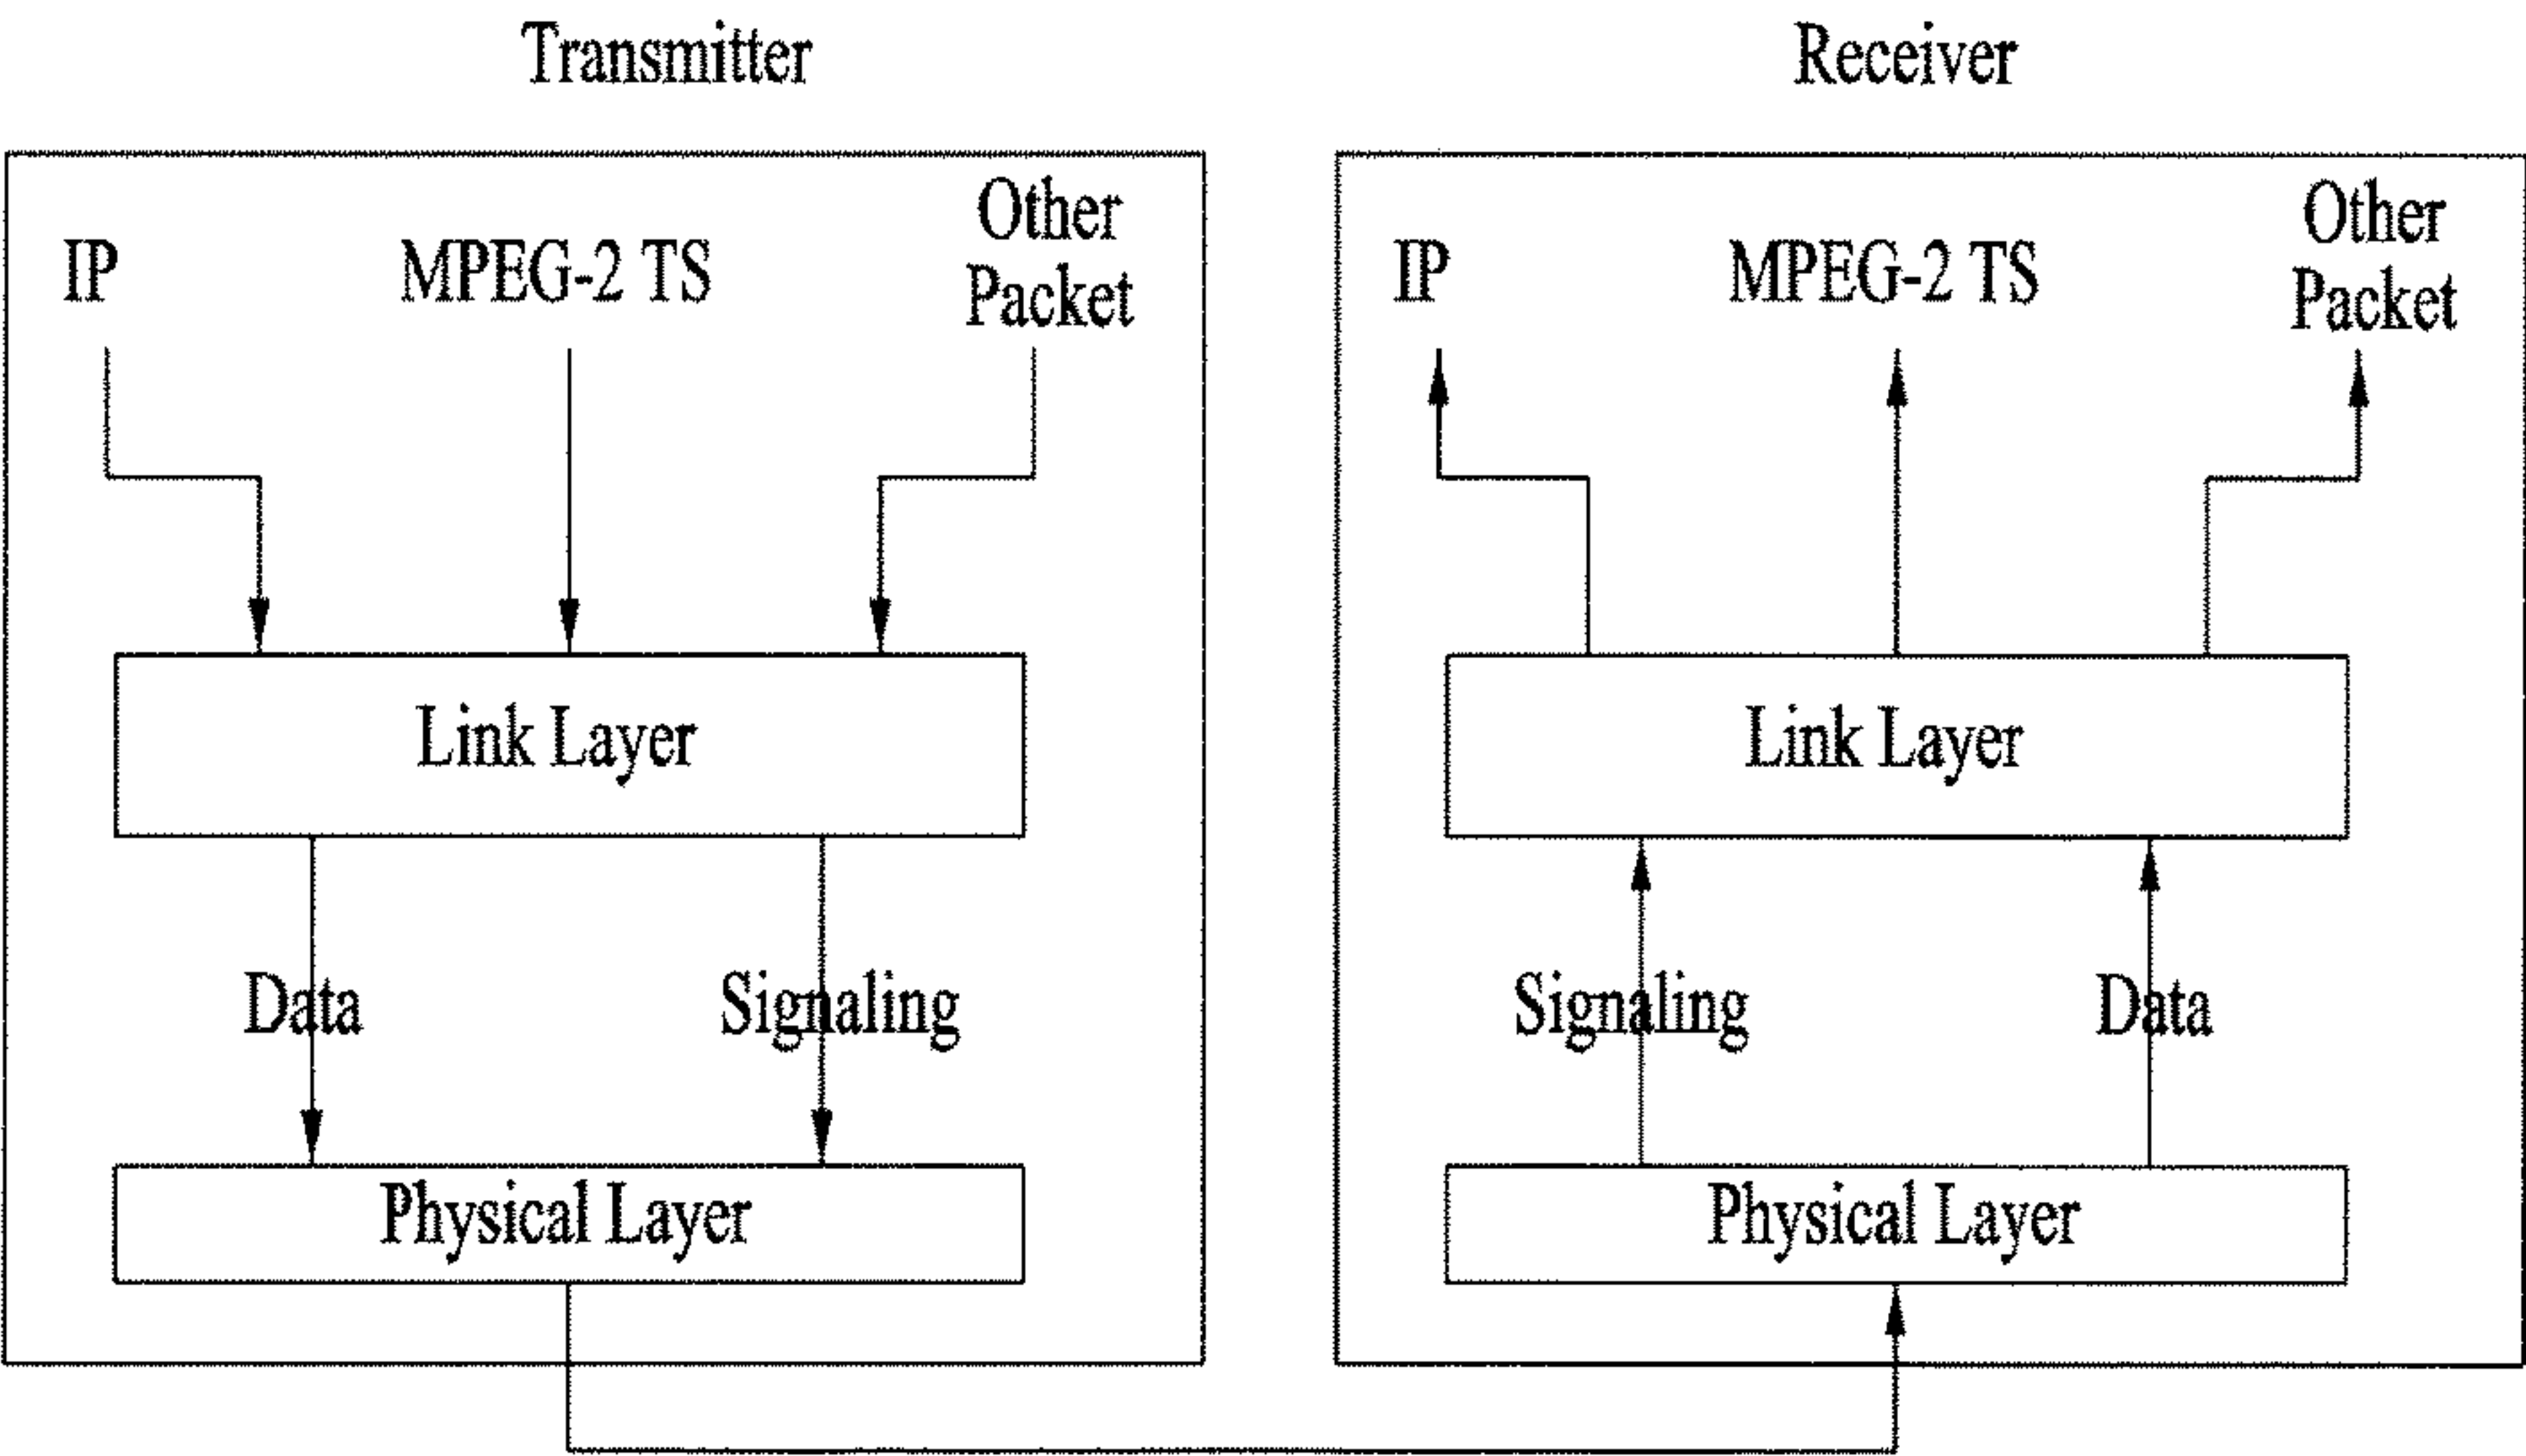 Transmitter
IP
MPEG-2 TS
Other
Packet
Link Layer
Data
Signaling
Physical Layer
Receiver
IP
MPEG-2 TS
Other
Packet
Link Layer
Signaling
Data
Physical Layer